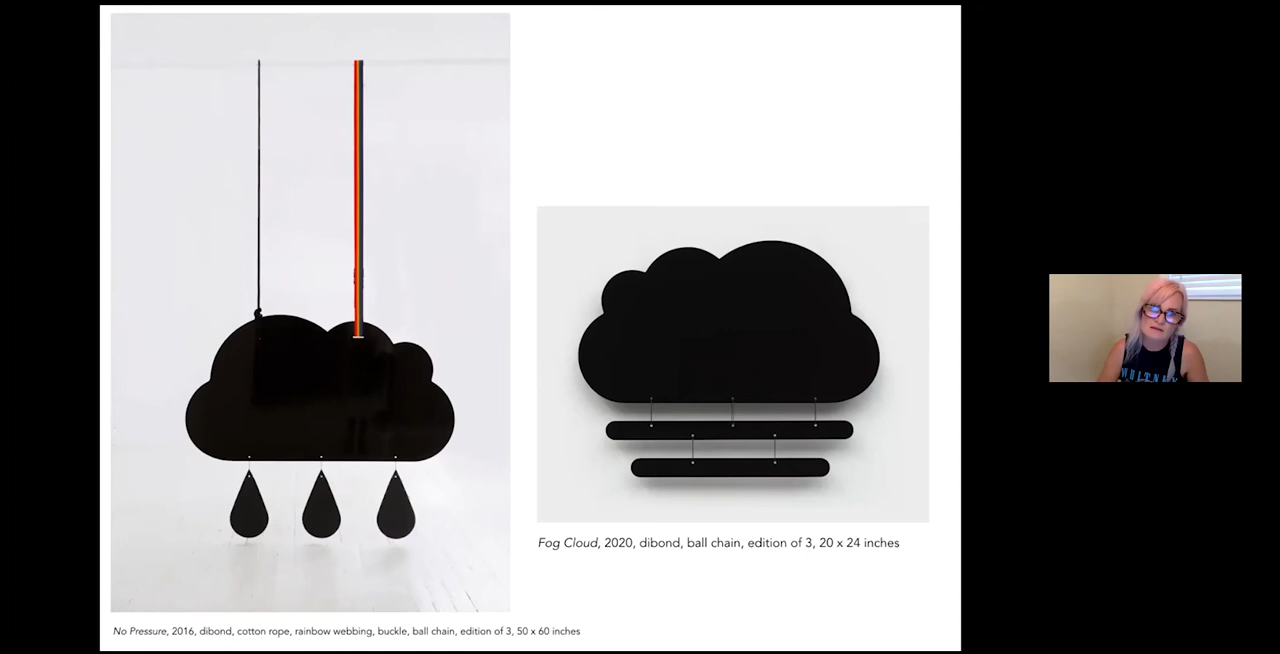 Fog Cloud, 2020, dibond, ball chain, edition of 3, 20 x 24 inches
No Pressure, 2016, dibond, cotton rope, rainbow webbing, buckle, ball chain, edition of 3, 50 x 60 inches